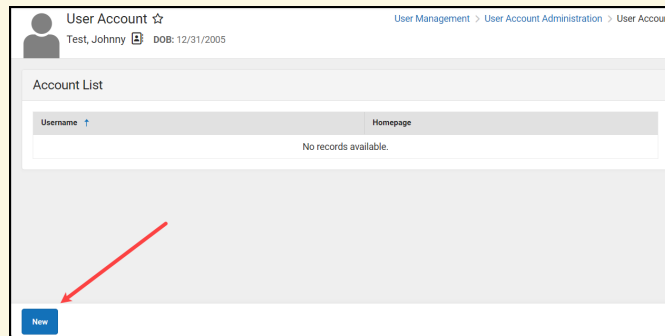 User Account
User Management > User Account Administration > User Accoun
Test, Johnny DOB: 12/31/2005
Account List
Username ↑ Homepage
No records available.
New